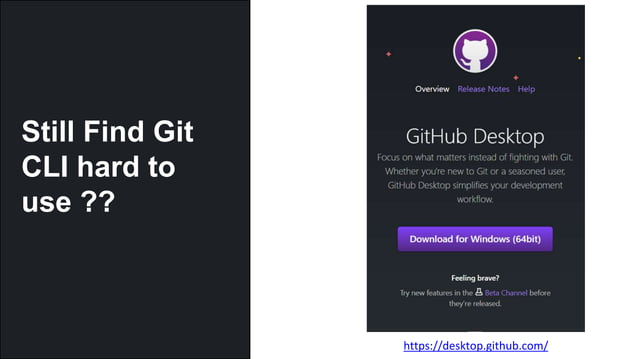 Still Find Git
CLI hard to
use ??
Overview Release Notes Help
GitHub Desktop
Focus on what matters instead of fighting with Git.
Whether you're new to Git or a seasoned user,
GitHub Desktop simplifies your development
workflow.
Download for Windows (64bit)
Feeling brave?
Try new features in the Beta Channel before
they're released.
https://desktop.github.com/